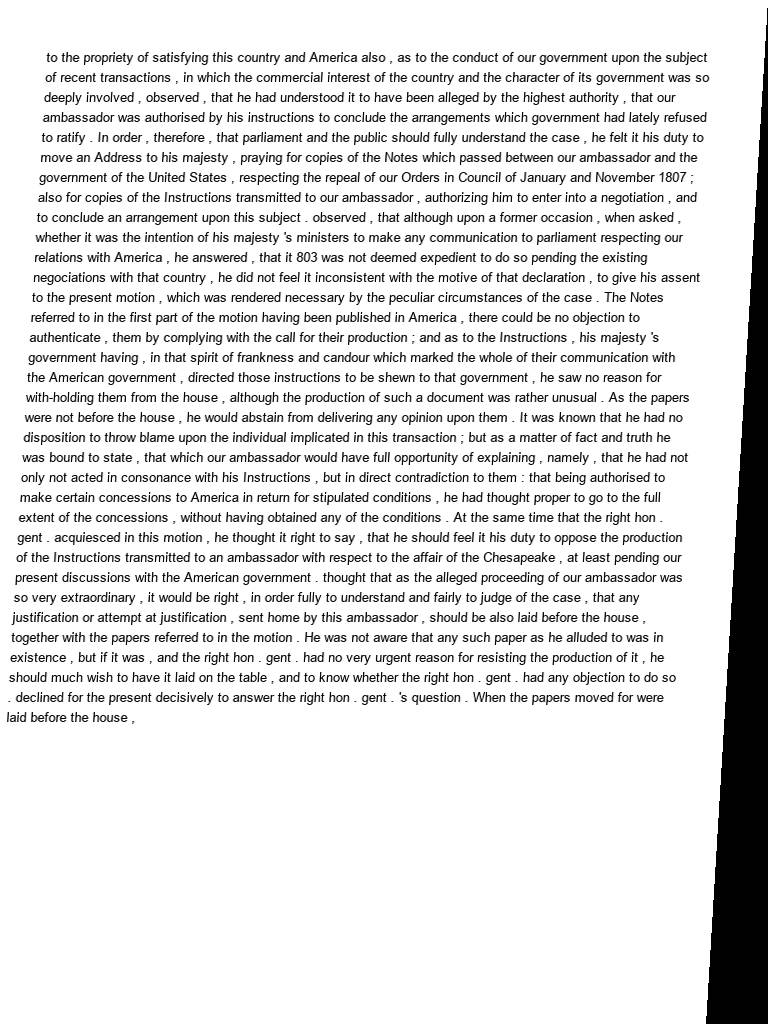 to the propriety of satisfying this country and America also , as to the conduct of our government upon the subject
of recent transactions , in which the commercial interest of the country and the character of its government was so
deeply involved , observed , that he had understood it to have been alleged by the highest authority , that our
ambassador was authorised by his instructions to conclude the arrangements which government had lately refused
to ratify . In order , therefore , that parliament and the public should fully understand the case , he felt it his duty to
move an Address to his majesty , praying for copies of the Notes which passed between our ambassador and the
government of the United States , respecting the repeal of our Orders in Council of January and November 1807 ;
also for copies of the Instructions transmitted to our ambassador , authorizing him to enter into a negotiation , and
to conclude an arrangement upon this subject . observed , that although upon a former occasion , when asked ,
whether it was the intention of his majesty 's ministers to make any communication to parliament respecting our
relations with America , he answered , that it 803 was not deemed expedient to do so pending the existing
negociations with that country , he did not feel it inconsistent with the motive of that declaration , to give his assent
to the present motion , which was rendered necessary by the peculiar circumstances of the case . The Notes
referred to in the first part of the motion having been published in America , there could be no objection to
authenticate , them by complying with the call for their production ; and as to the Instructions , his majesty 's
government having , in that spirit of frankness and candour which marked the whole of their communication with
the American government , directed those instructions to be shewn to that government , he saw no reason for
with-holding them from the house , although the production of such a document was rather unusual . As the papers
were not before the house , he would abstain from delivering any opinion upon them . It was known that he had no
disposition to throw blame upon the individual implicated in this transaction ; but as a matter of fact and truth he
was bound to state , that which our ambassador would have full opportunity of explaining , namely , that he had not
only not acted in consonance with his Instructions , but in direct contradiction to them : that being authorised to
make certain concessions to America in return for stipulated conditions , he had thought proper to go to the full
extent of the concessions , without having obtained any of the conditions . At the same time that the right hon .
gent . acquiesced in this motion , he thought it right to say , that he should feel it his duty to oppose the production
of the Instructions transmitted to an ambassador with respect to the affair of the Chesapeake , at least pending our
present discussions with the American government . thought that as the alleged proceeding of our ambassador was
so very extraordinary , it would be right , in order fully to understand and fairly to judge of the case , that any
justification or attempt at justification , sent home by this ambassador , should be also laid before the house ,
together with the papers referred to in the motion . He was not aware that any such paper as he alluded to was in
existence , but if it was , and the right hon . gent . had no very urgent reason for resisting the production of it , he
should much wish to have it laid on the table , and to know whether the right hon . gent . had any objection to do so
. declined for the present decisively to answer the right hon . gent . 's question . When the papers moved for were
laid before the house ,